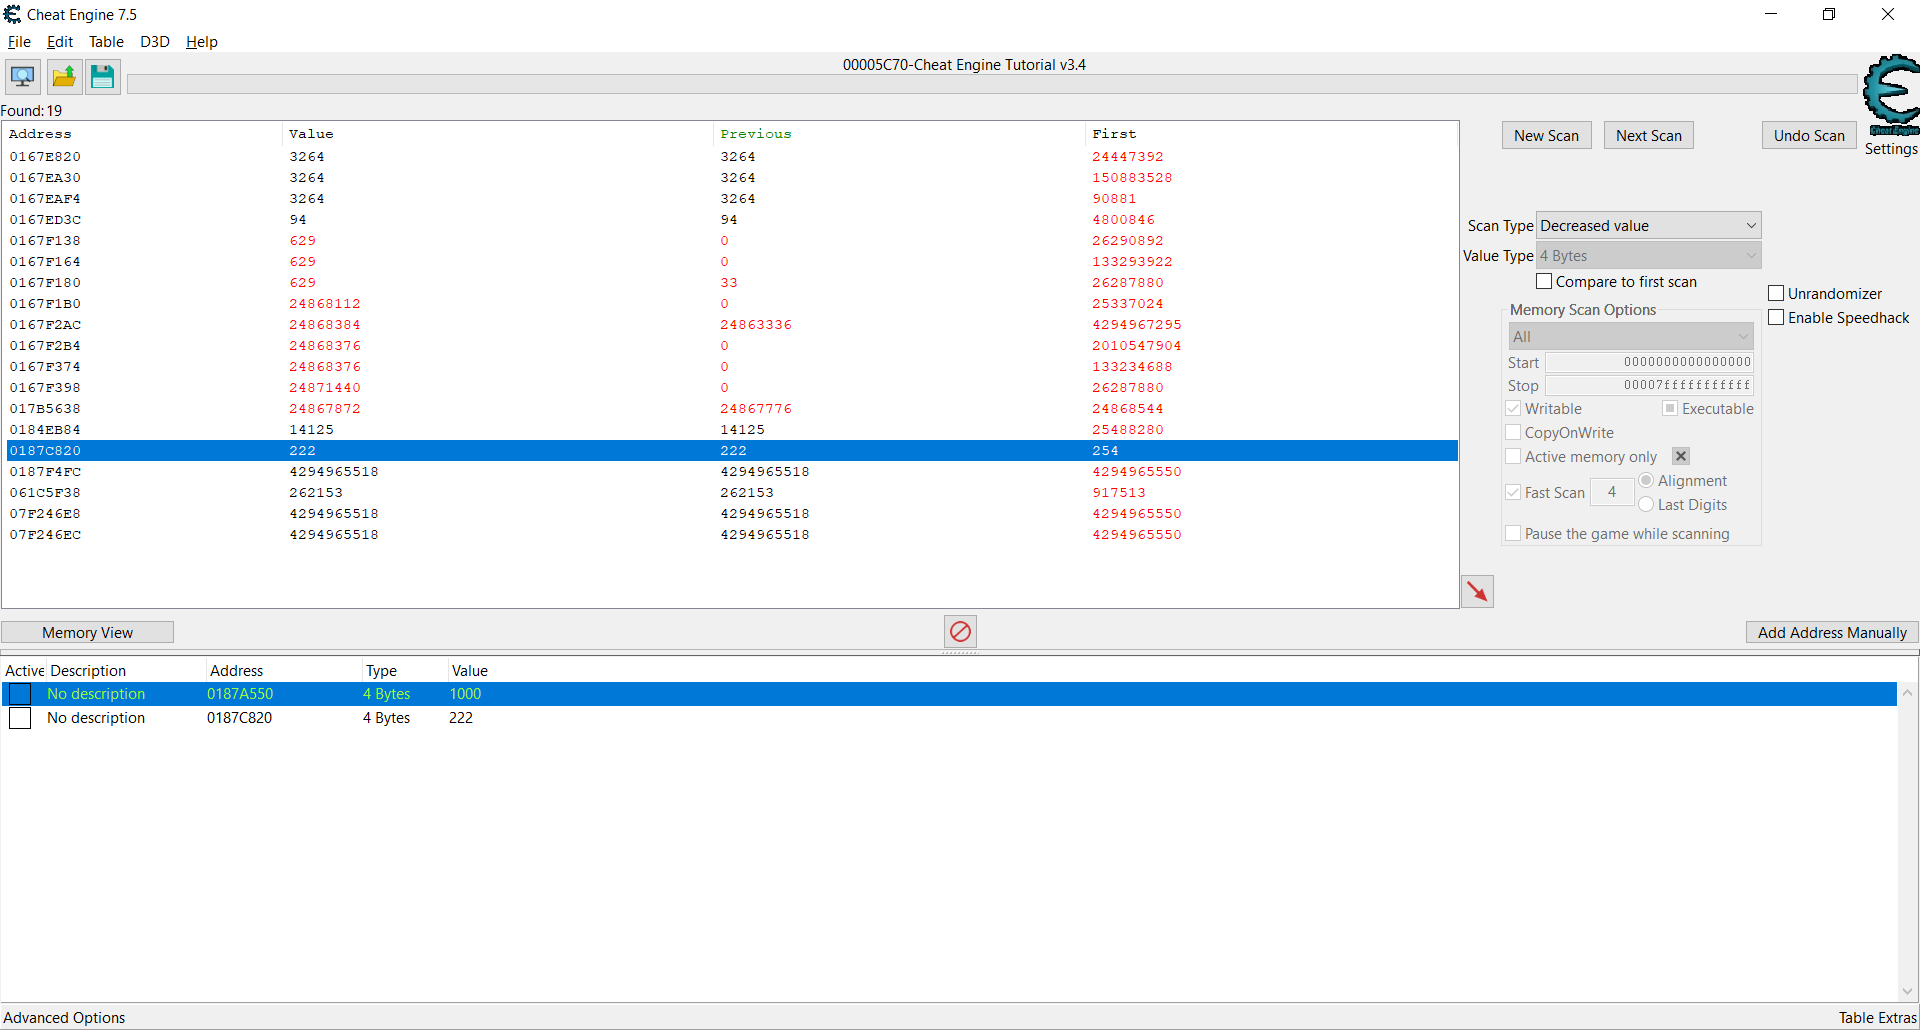 Cheat Engine 7.5
File Edit Table D3D Help
00005C70-Cheat Engine Tutorial v3.4
Found: 19
Address Value Previous First
0167E820 3264 3264 24447392
0167EA30 3264 3264 150883528
0167EAF4 3264 3264 90881
0167ED3C 94 94 4800846
0167F138 629 0 26290892
0167F164 629 0 133293922
0167F180 629 33 26287880
0167F1B0 24868112 0 25337024
0167F2AC 24868384 24863336 4294967295
0167F2B4 24868376 0 2010547904
0167F374 24868376 0 133234688
0167F398 24871440 0 26287880
017B5638 24867872 24867776 24868544
0184EB84 14125 14125 25488280
0187C820 222 222 254
0187F4FC 4294965518 4294965518 4294965550
061C5F38 262153 262153 917513
07F246E8 4294965518 4294965518 4294965550
07F246EC 4294965518 4294965518 4294965550
New Scan Next Scan Undo Scan
Cheat Engine
Settings
Scan Type Decreased value
Value Type 4 Bytes
Compare to first scan
Unrandomizer
Enable Speedhack
Memory Scan Options
All
Start 0000000000000000
Stop 00007fffffffffff
Writable Executable
CopyOnWrite
Active memory only
Fast Scan 4 Alignment
Last Digits
Pause the game while scanning
Memory View Add Address Manually
Active Description Address Type Value
No description 0187A550 4 Bytes 1000
No description 0187C820 4 Bytes 222
Advanced Options Table Extras